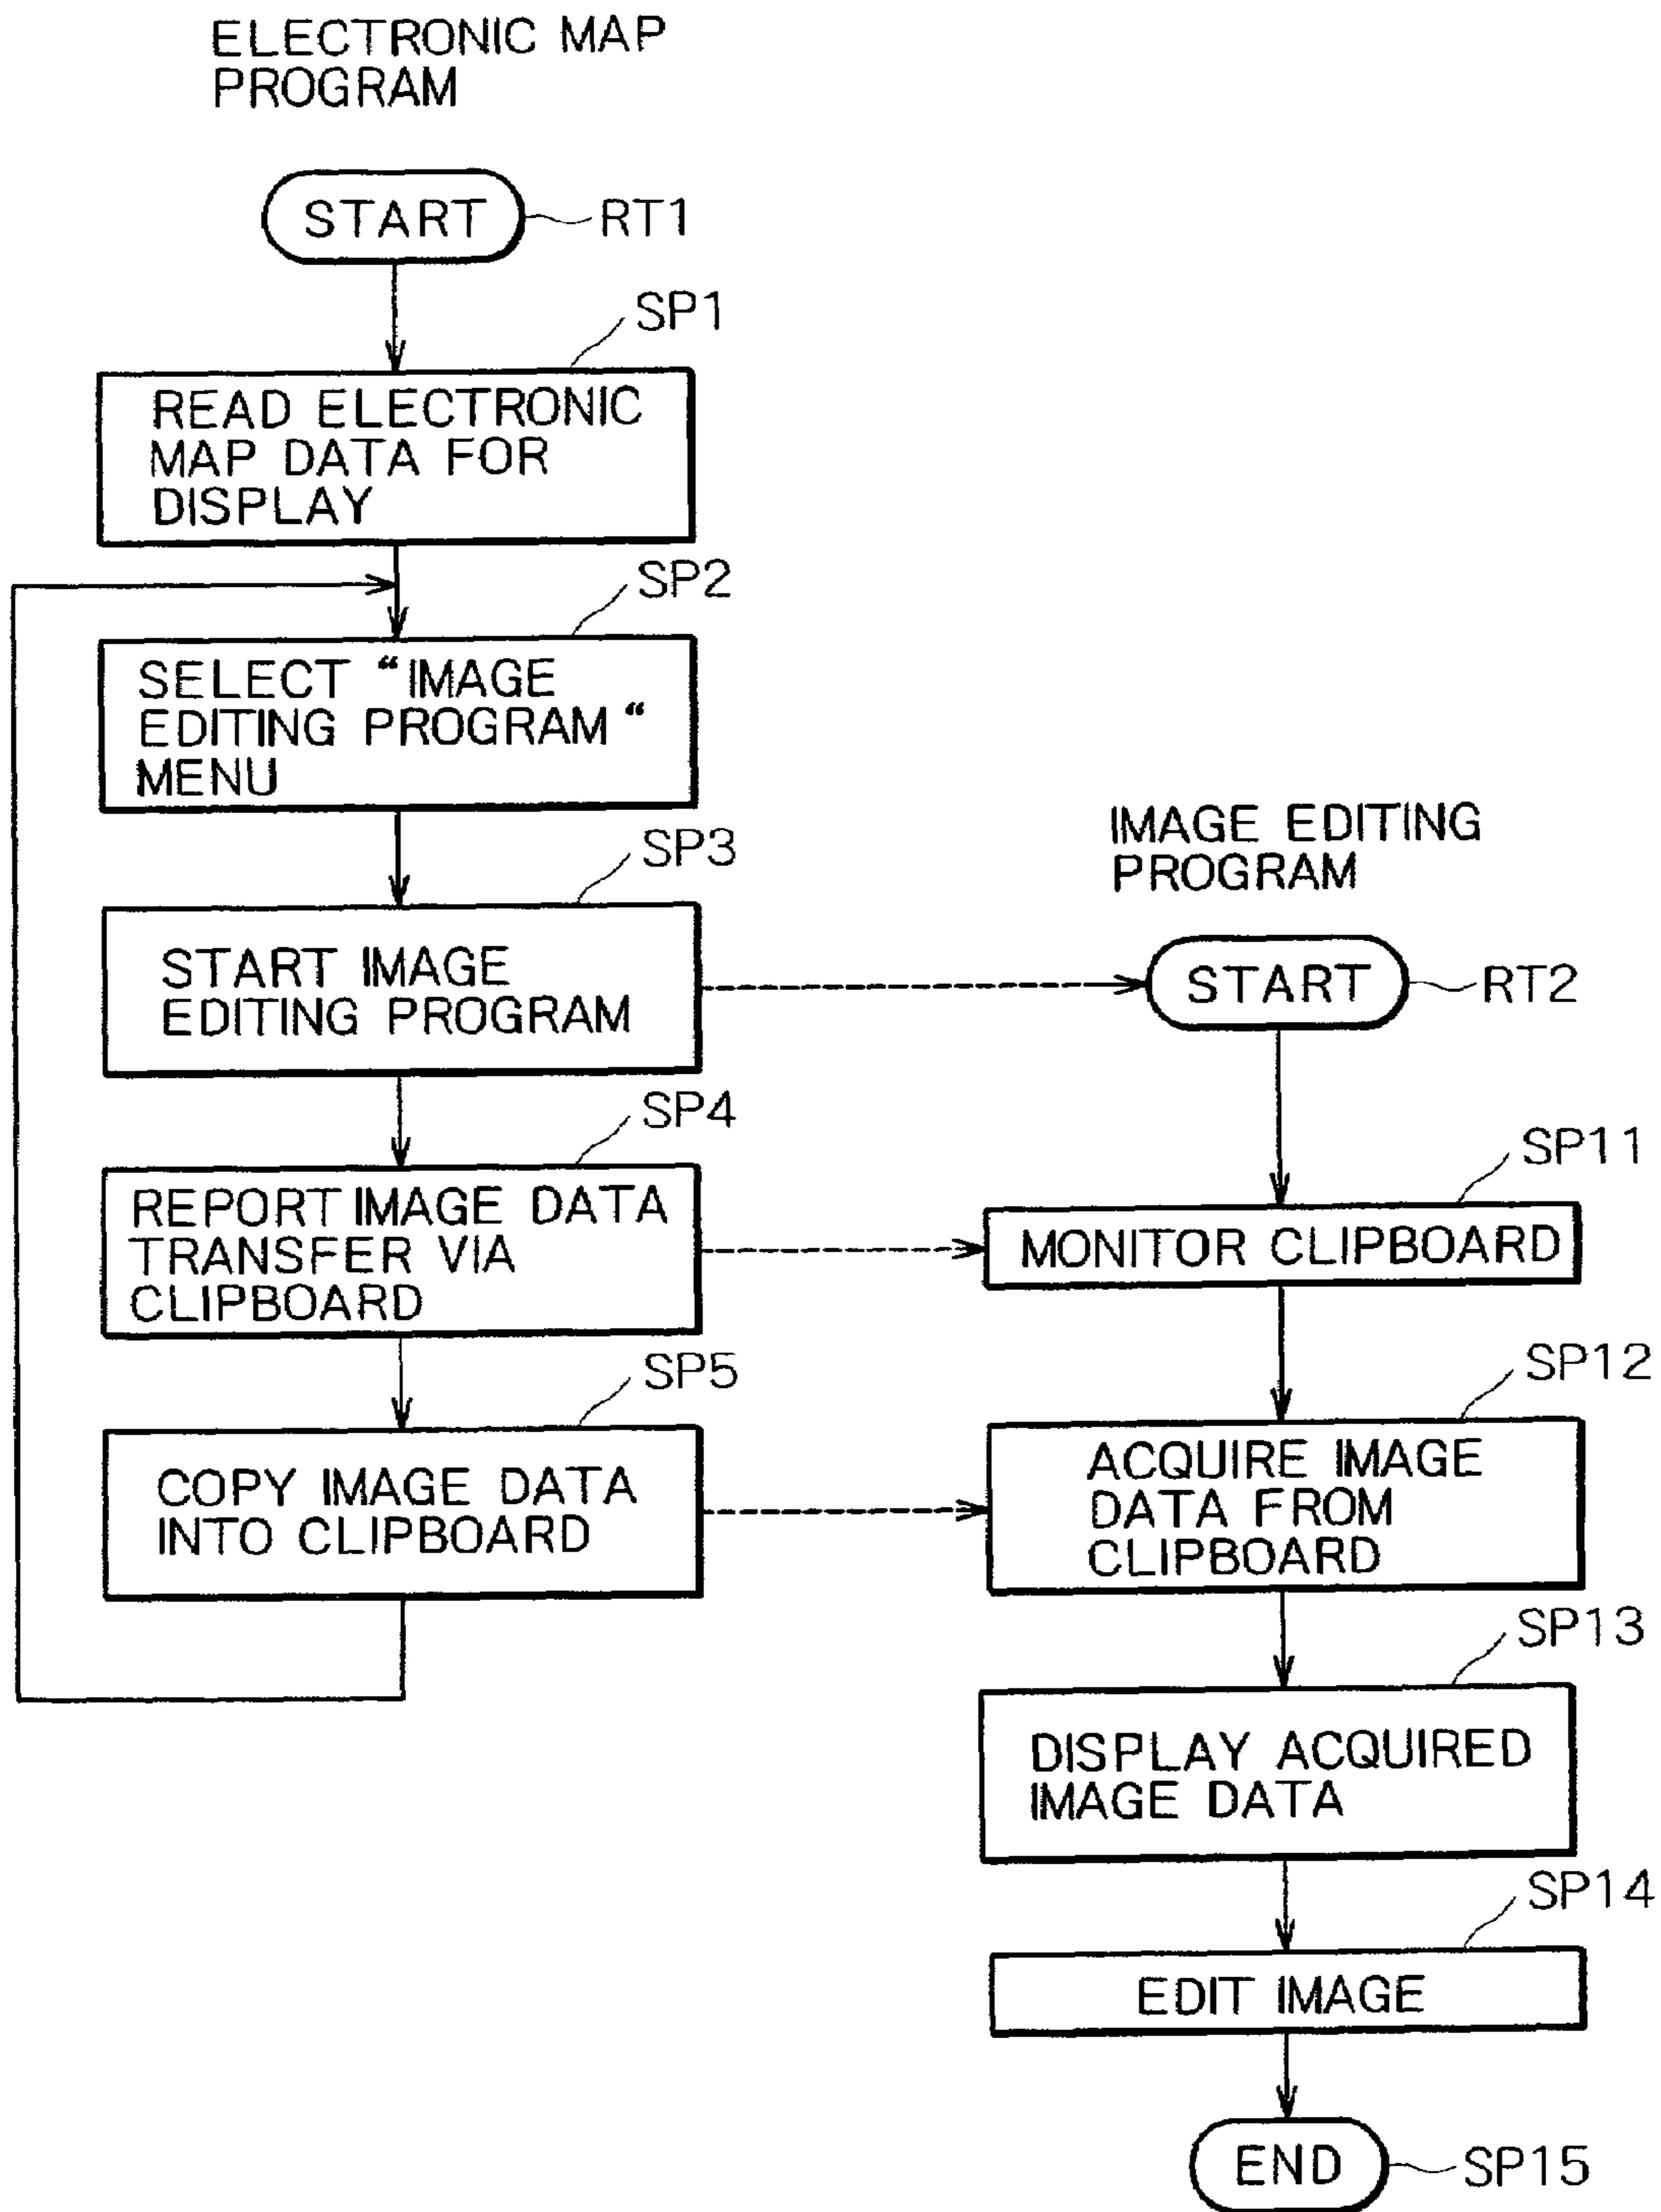 ELECTRONIC MAP
PROGRAM
START
RT1
SP1
READ ELECTRONIC
MAP DATA FOR
DISPLAY
SP2
SELECT “IMAGE
EDITING PROGRAM“
MENU
SP3
START IMAGE
EDITING PROGRAM
SP4
REPORT IMAGE DATA
TRANSFER VIA
CLIPBOARD
SP5
COPY IMAGE DATA
INTO CLIPBOARD
IMAGE EDITING
PROGRAM
START
RT2
SP11
MONITOR CLIPBOARD
SP12
ACQUIRE IMAGE
DATA FROM
CLIPBOARD
SP13
DISPLAY ACQUIRED
IMAGE DATA
SP14
EDIT IMAGE
END
SP15